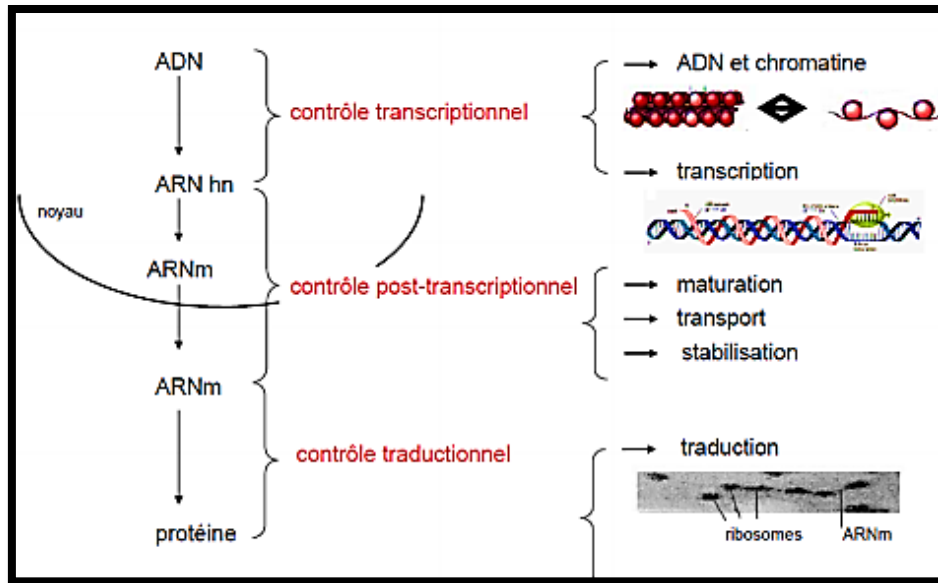 ADN
contrôle transcriptionnel
ADN et chromatine
ARN hn
transcription
noyau
ARNm
contrôle post-transcriptionnel
maturation
transport
stabilisation
ARNm
contrôle traductionnel
traduction
protéine
ribosomes
ARNm